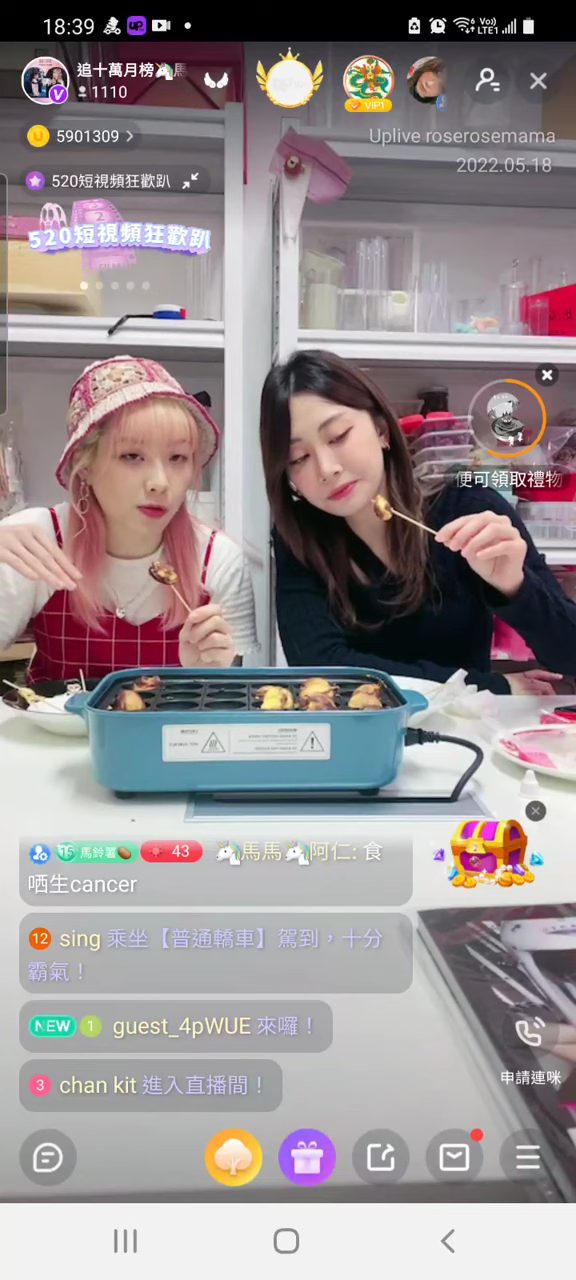 18:39
Vo)) LTE1
追十萬月榜🦄馬
1110
VIP1
5901309 >
Uplive roserosemama
2022.05.18
520短視頻狂歡趴
520短視頻狂歡趴
便可領取禮物
15 馬鈴薯🥔 43 🦄馬馬🦄阿仁: 食
哂生cancer
12 sing 乘坐【普通轎車】駕到，十分
霸氣！
NEW 1 guest_4pWUE 來囉！
3 chan kit 進入直播間！
申請連咪